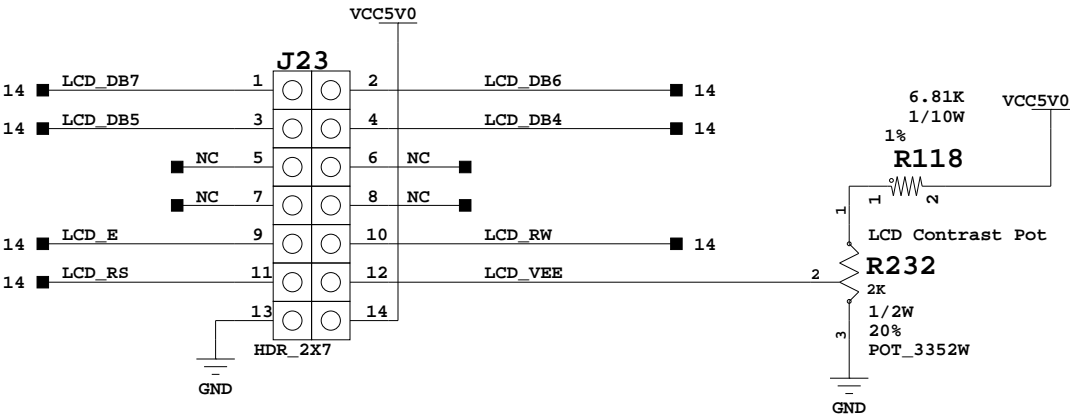 VCC5V0
J23
14 LCD_DB7 1 2 LCD_DB6 14
14 LCD_DB5 3 4 LCD_DB4 14
NC 5 6 NC
NC 7 8 NC
14 LCD_E 9 10 LCD_RW 14
14 LCD_RS 11 12 LCD_VEE 2
13 14
HDR_2X7
GND
6.81K
1/10W
1%
R118
VCC5V0
1 2
1
LCD Contrast Pot
R232
2K
1/2W
20%
POT_3352W
3
GND